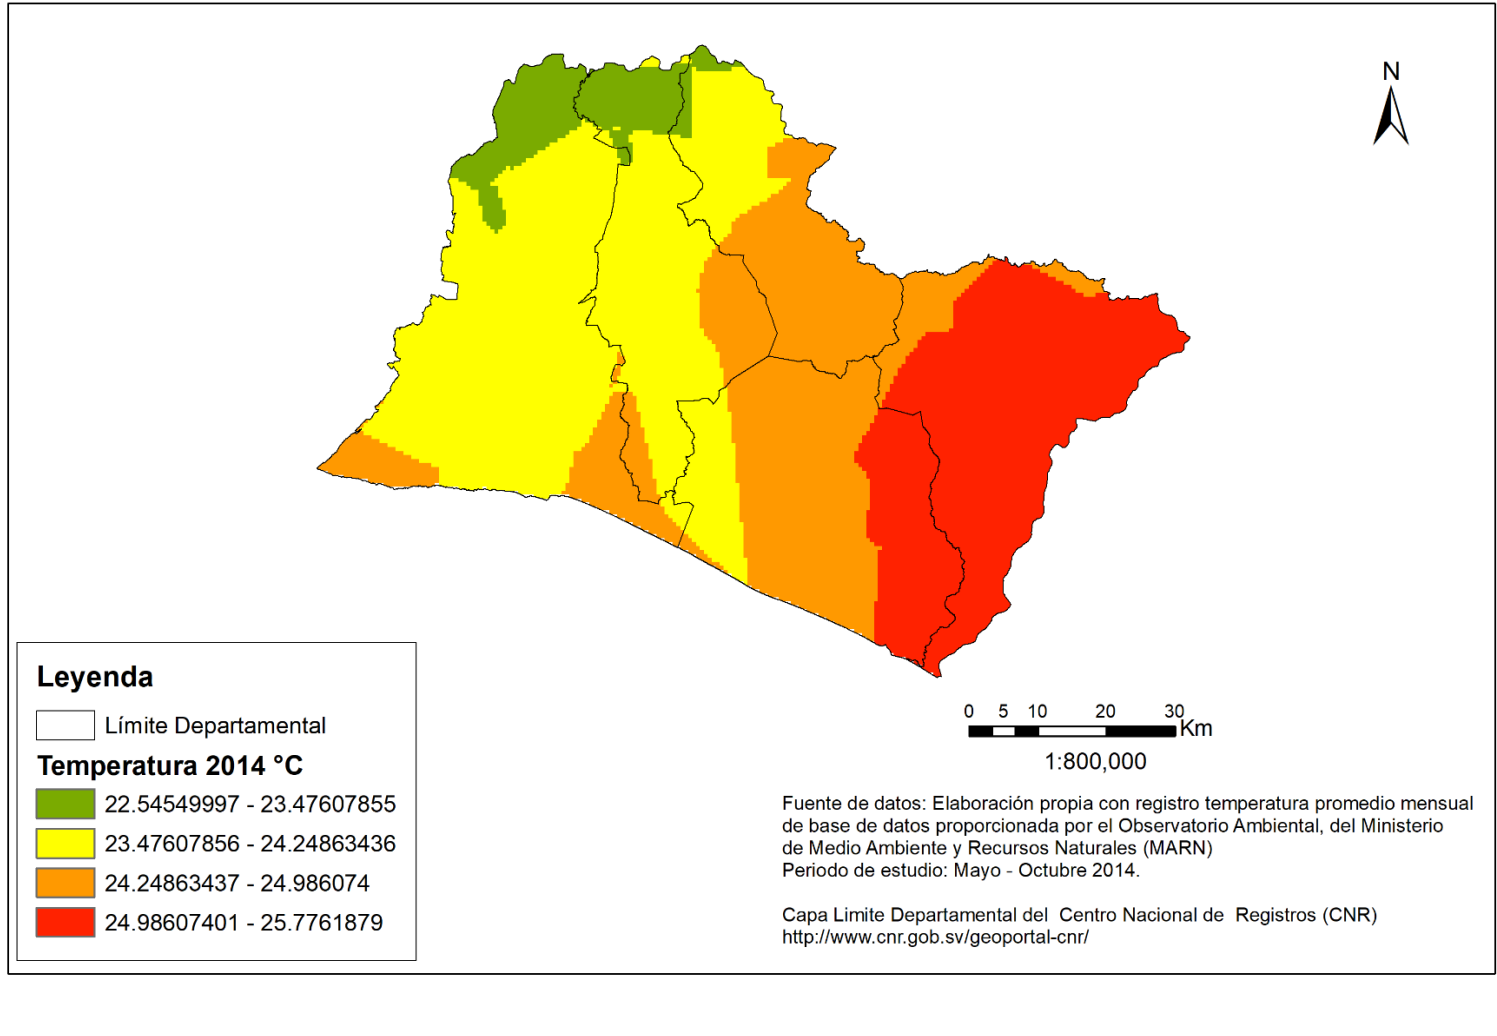 N
Leyenda
Límite Departamental
Temperatura 2014 °C
22.54549997 - 23.47607855
23.47607856 - 24.24863436
24.24863437 - 24.986074
24.98607401 - 25.7761879
0 5 10 20 30
Km
1:800,000
Fuente de datos: Elaboración propia con registro temperatura promedio mensual
de base de datos proporcionada por el Observatorio Ambiental, del Ministerio
de Medio Ambiente y Recursos Naturales (MARN)
Periodo de estudio: Mayo - Octubre 2014.
Capa Limite Departamental del Centro Nacional de Registros (CNR)
http://www.cnr.gob.sv/geoportal-cnr/